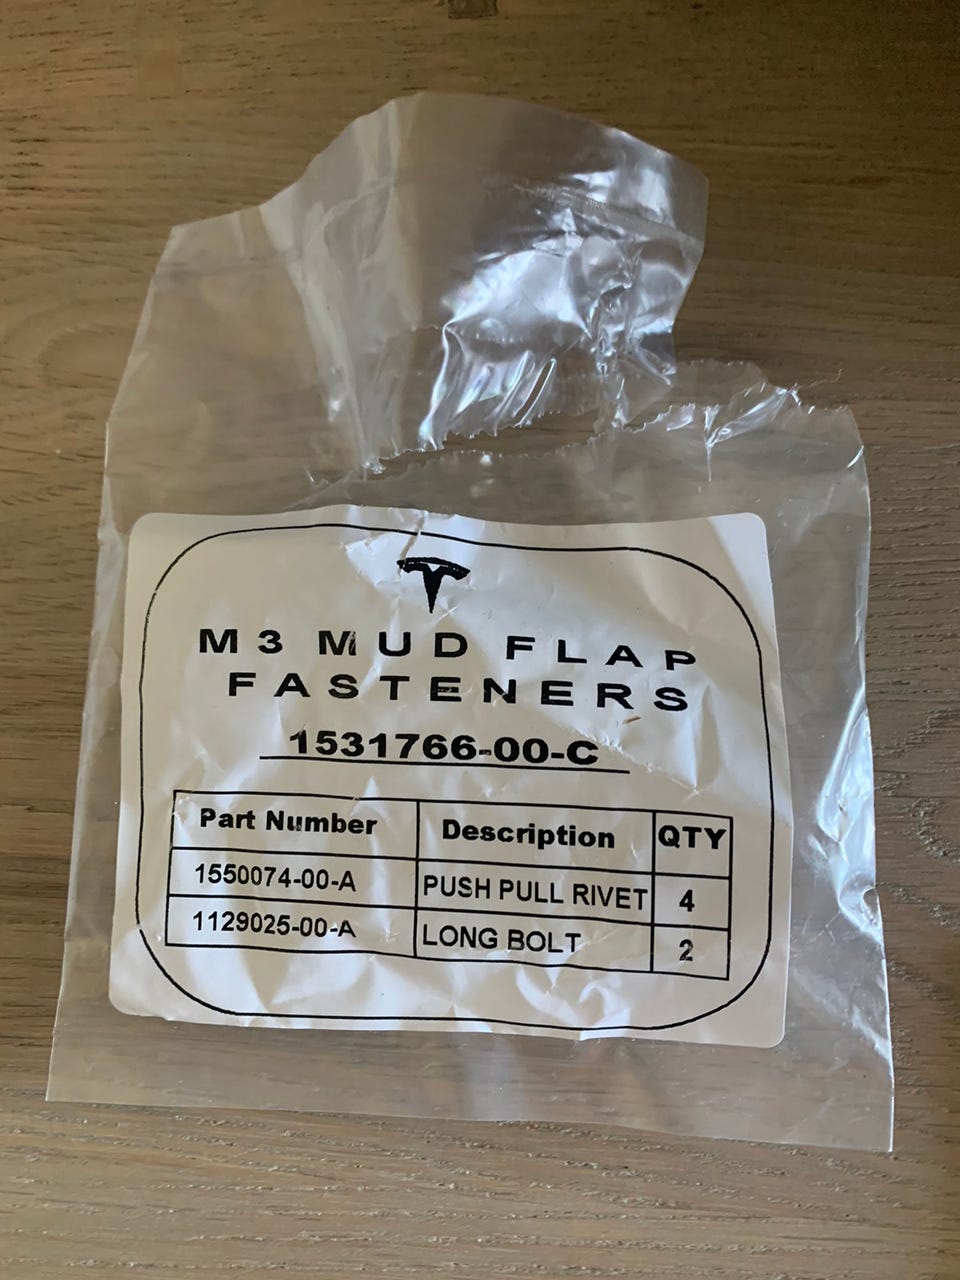 M3 MUD FLAP
FASTENERS
1531766-00-C
Part Number Description QTY
1550074-00-A PUSH PULL RIVET 4
1129025-00-A LONG BOLT 2